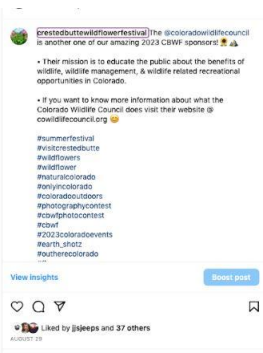 crestedbuttewildflowerfestival The @coloradowildlifecouncil
is another one of our amazing 2023 CBWF sponsors! 🌻⛰️
• Their mission is to educate the public about the benefits of
wildlife, wildlife management, & wildlife related recreational
opportunities in Colorado.
• If you want to know more information about what the
Colorado Wildlife Council does visit their website @
cowildlifecouncil.org 😊
#summerfestival
#visitcrestedbutte
#wildflowers
#wildflower
#naturalcolorado
#onlyincolorado
#coloradooutdoors
#photographycontest
#cbwfphotocontest
#cbwf
#2023coloradoevents
#earth_shotz
#outherecolorado
View insights
Boost post
Liked by jjsjeeps and 37 others
AUGUST 29